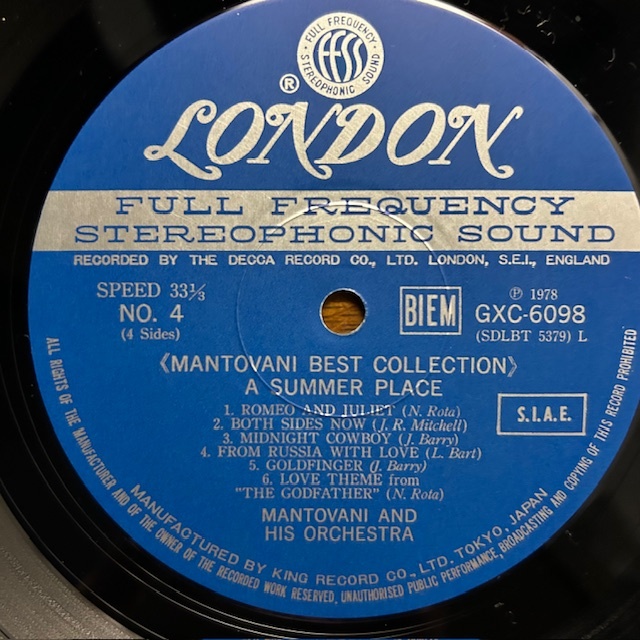 FULL FREQUENCY
STEREOPHONIC SOUND
ffss
®
LONDON
FULL FREQUENCY
STEREOPHONIC SOUND
RECORDED BY THE DECCA RECORD CO., LTD. LONDON, S.E.I., ENGLAND
SPEED 33⅓
NO. 4
(4 Sides)
BIEM
Ⓟ 1978
GXC-6098
(SDLBT 5379) L
《MANTOVANI BEST COLLECTION》
A SUMMER PLACE
1. ROMEO AND JULIET (N. Rota)
2. BOTH SIDES NOW (J. R. Mitchell)
3. MIDNIGHT COWBOY (J. Barry)
4. FROM RUSSIA WITH LOVE (L. Bart)
5. GOLDFINGER (J. Barry)
6. LOVE THEME from
"THE GODFATHER" (N. Rota)
S.I.A.E.
MANTOVANI AND
HIS ORCHESTRA
MANUFACTURED BY KING RECORD CO., LTD. TOKYO, JAPAN
ALL RIGHTS OF THE MANUFACTURER AND OF THE OWNER OF THE RECORDED WORK RESERVED, UNAUTHORISED PUBLIC PERFORMANCE, BROADCASTING AND COPYING OF THIS RECORD PROHIBITED